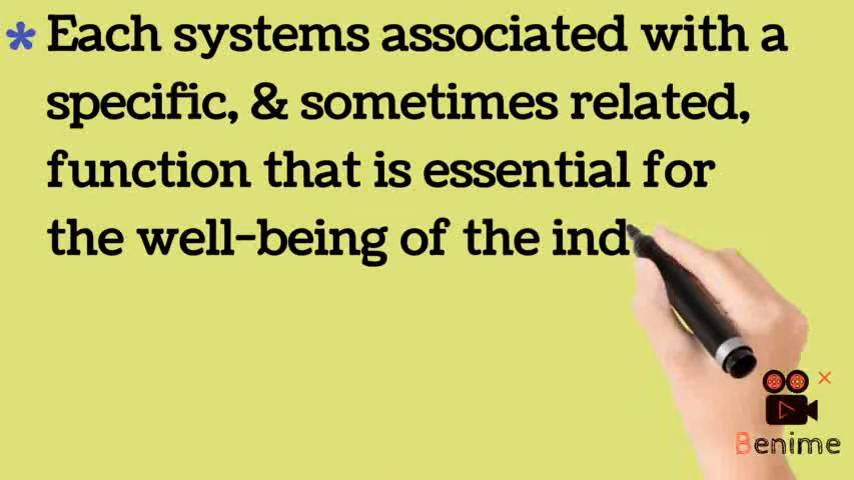 * Each systems associated with a
specific, & sometimes related,
function that is essential for
the well-being of the ind
Benime